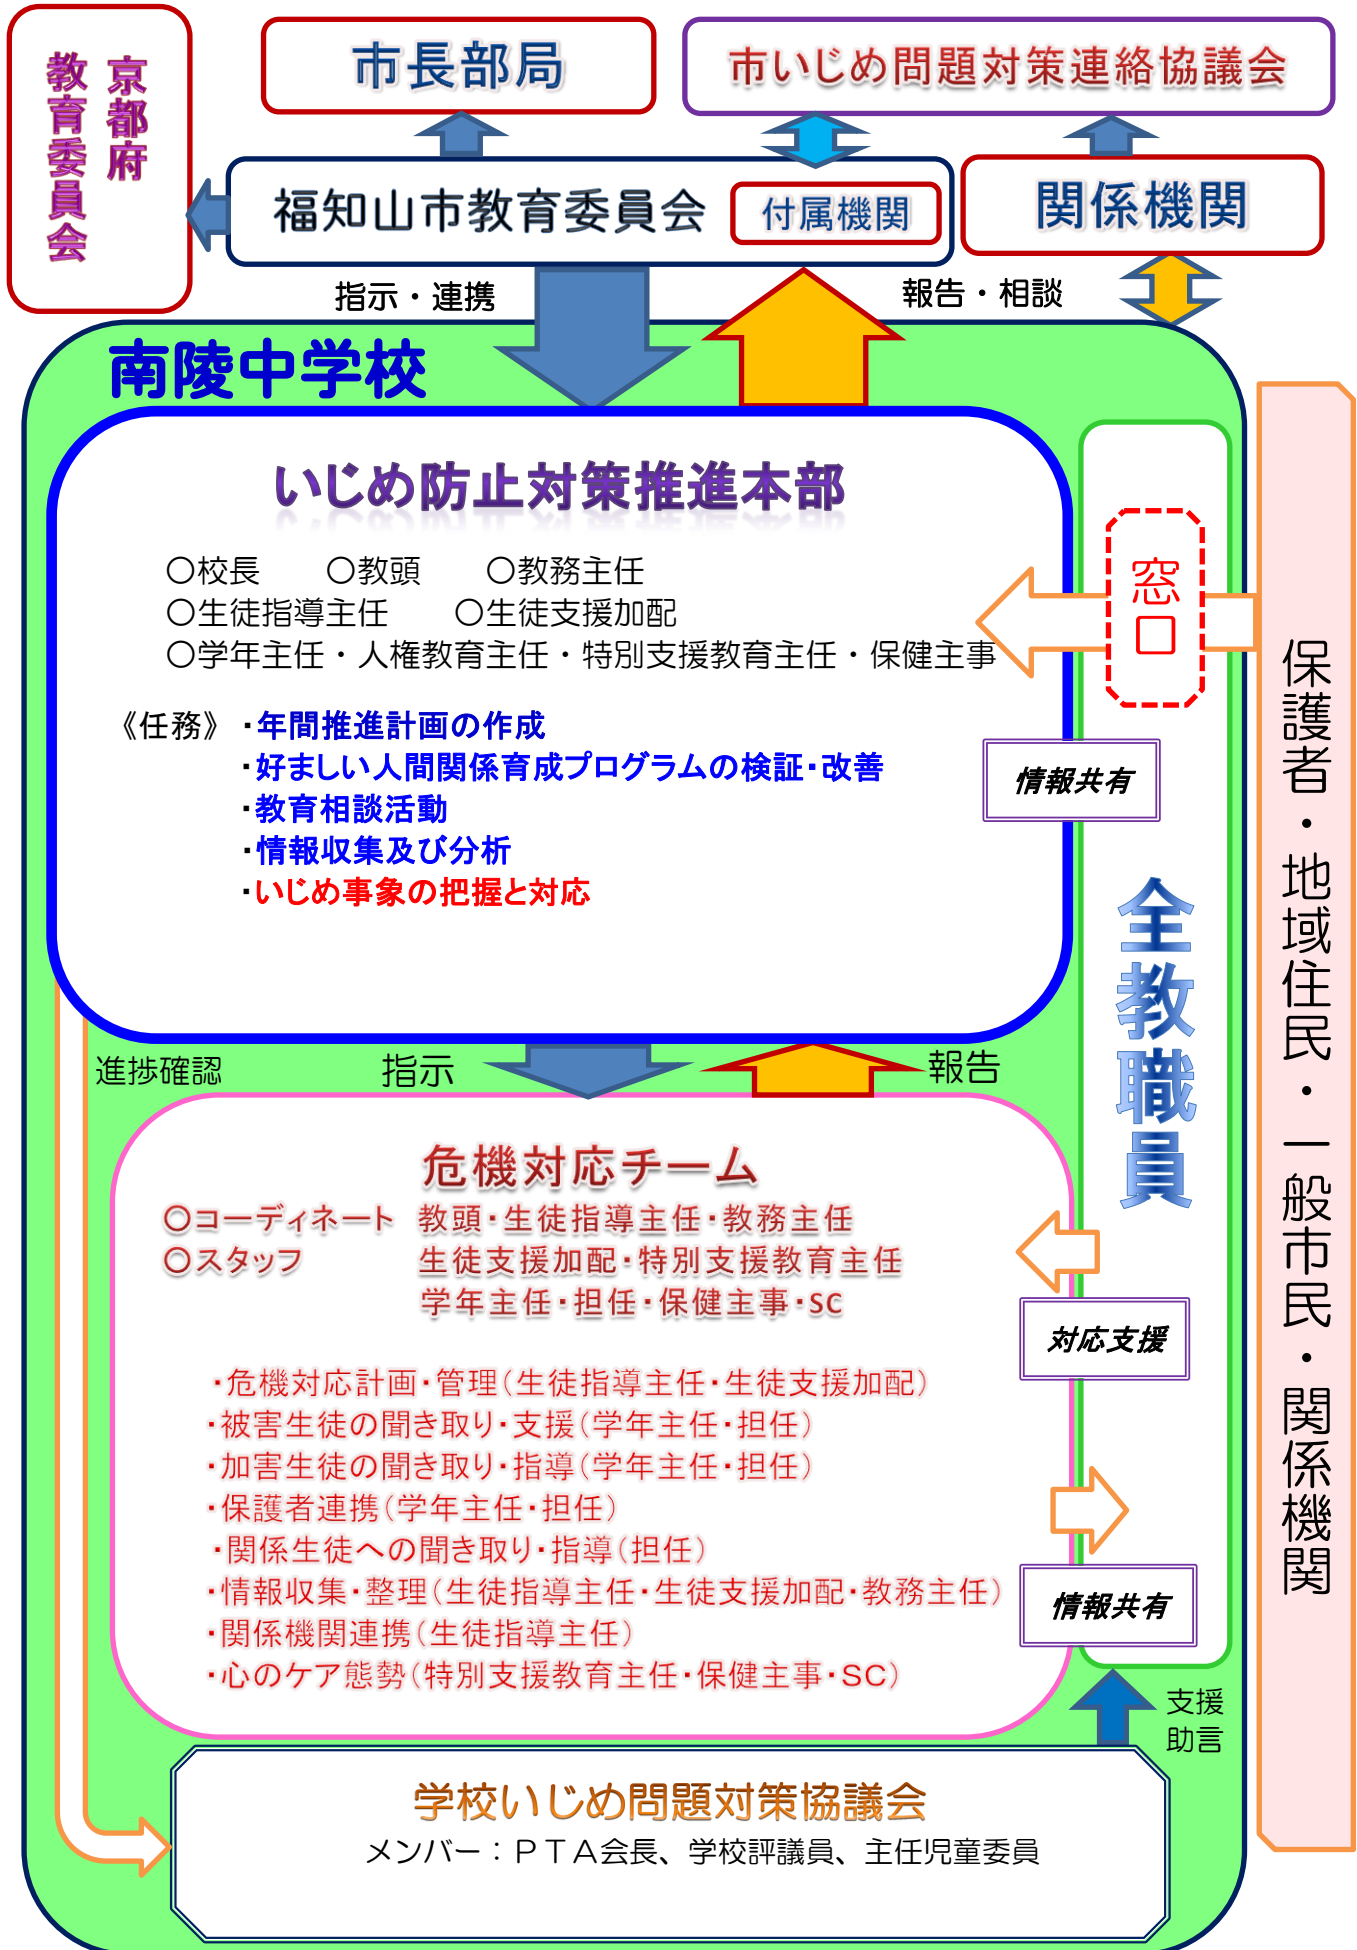 京都府
教育委員会
市長部局
市いじめ問題対策連絡協議会
福知山市教育委員会
付属機関
関係機関
指示・連携
報告・相談
南陵中学校
いじめ防止対策推進本部
○校長　○教頭　○教務主任
○生徒指導主任　○生徒支援加配
○学年主任・人権教育主任・特別支援教育主任・保健主事
《任務》・年間推進計画の作成
・好ましい人間関係育成プログラムの検証・改善
・教育相談活動
・情報収集及び分析
・いじめ事象の把握と対応
窓口
情報共有
全教職員
保護者・地域住民・一般市民・関係機関
進捗確認
指示
報告
危機対応チーム
○コーディネート　教頭・生徒指導主任・教務主任
○スタッフ　生徒支援加配・特別支援教育主任
学年主任・担任・保健主事・SC
・危機対応計画・管理(生徒指導主任・生徒支援加配)
・被害生徒の聞き取り・支援(学年主任・担任)
・加害生徒の聞き取り・指導(学年主任・担任)
・保護者連携(学年主任・担任)
・関係生徒への聞き取り・指導(担任)
・情報収集・整理(生徒指導主任・生徒支援加配・教務主任)
・関係機関連携(生徒指導主任)
・心のケア態勢(特別支援教育主任・保健主事・SC)
対応支援
情報共有
支援
助言
学校いじめ問題対策協議会
メンバー：ＰＴＡ会長、学校評議員、主任児童委員